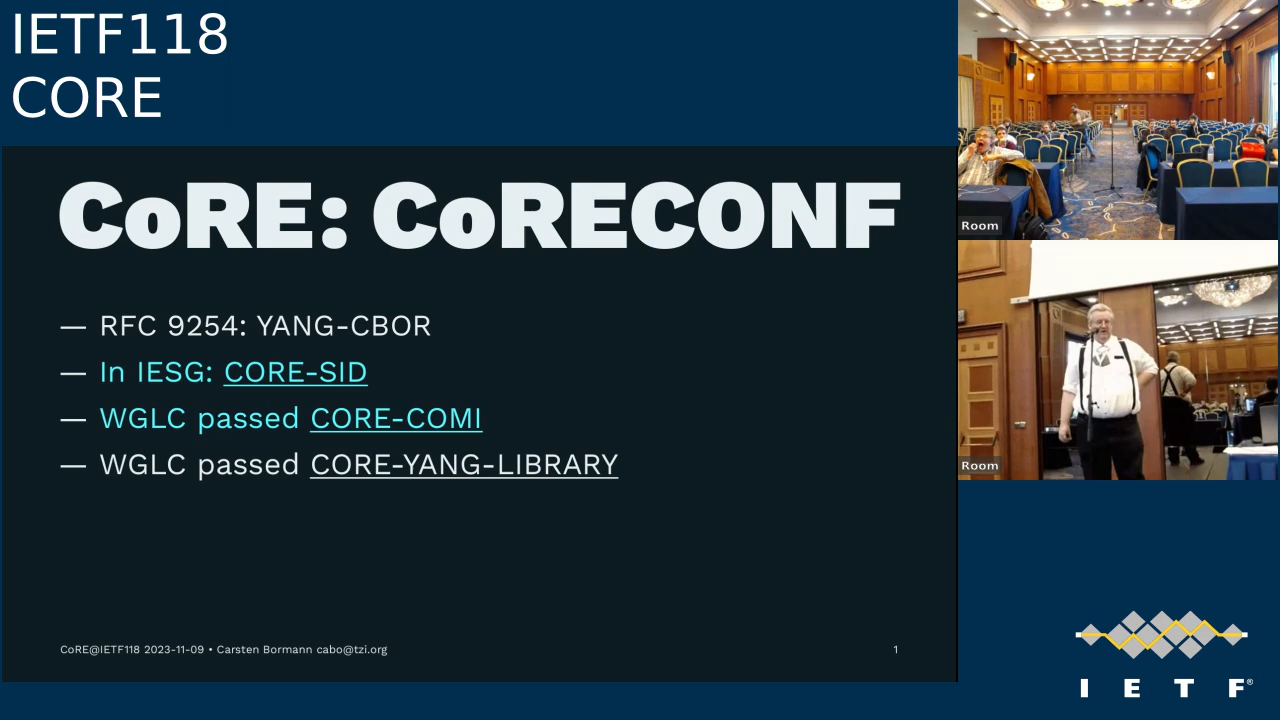 IETF118
CORE
CoRE: CoRECONF
— RFC 9254: YANG-CBOR
— In IESG: CORE-SID
— WGLC passed CORE-COMI
— WGLC passed CORE-YANG-LIBRARY
CoRE@IETF118 2023-11-09 • Carsten Bormann cabo@tzi.org
1
Room
Room
I E T F®